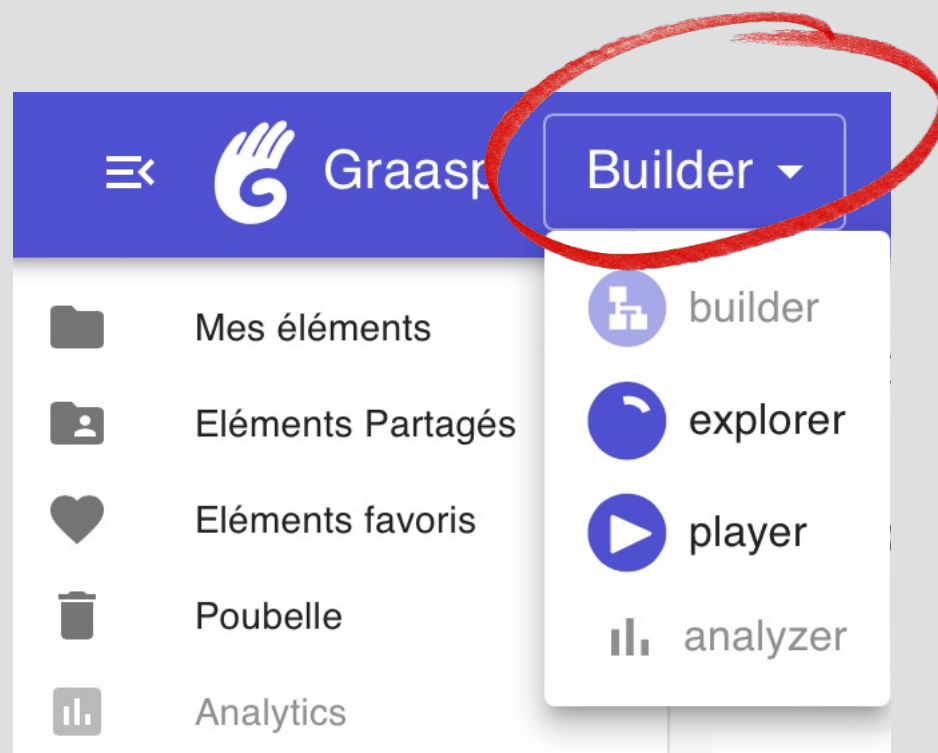 Graasp Builder
builder
explorer
player
analyzer
Mes éléments
Eléments Partagés
Eléments favoris
Poubelle
Analytics